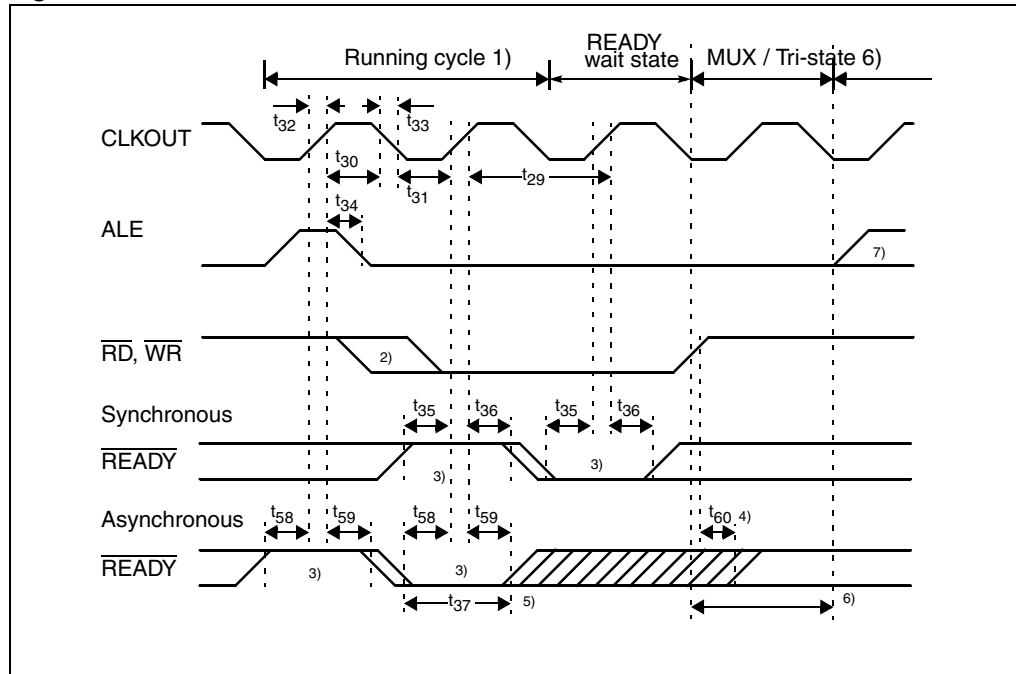 READY
Running cycle 1) wait state MUX / Tri-state 6)
t32 t33
CLKOUT
t30 t31 t29
t34
ALE
7)
RD, WR
2)
Synchronous t35 t36 t35 t36
READY
3) 3)
Asynchronous t58 t59 t58 t59 t60 4)
READY
3) 3)
t37 5) 6)